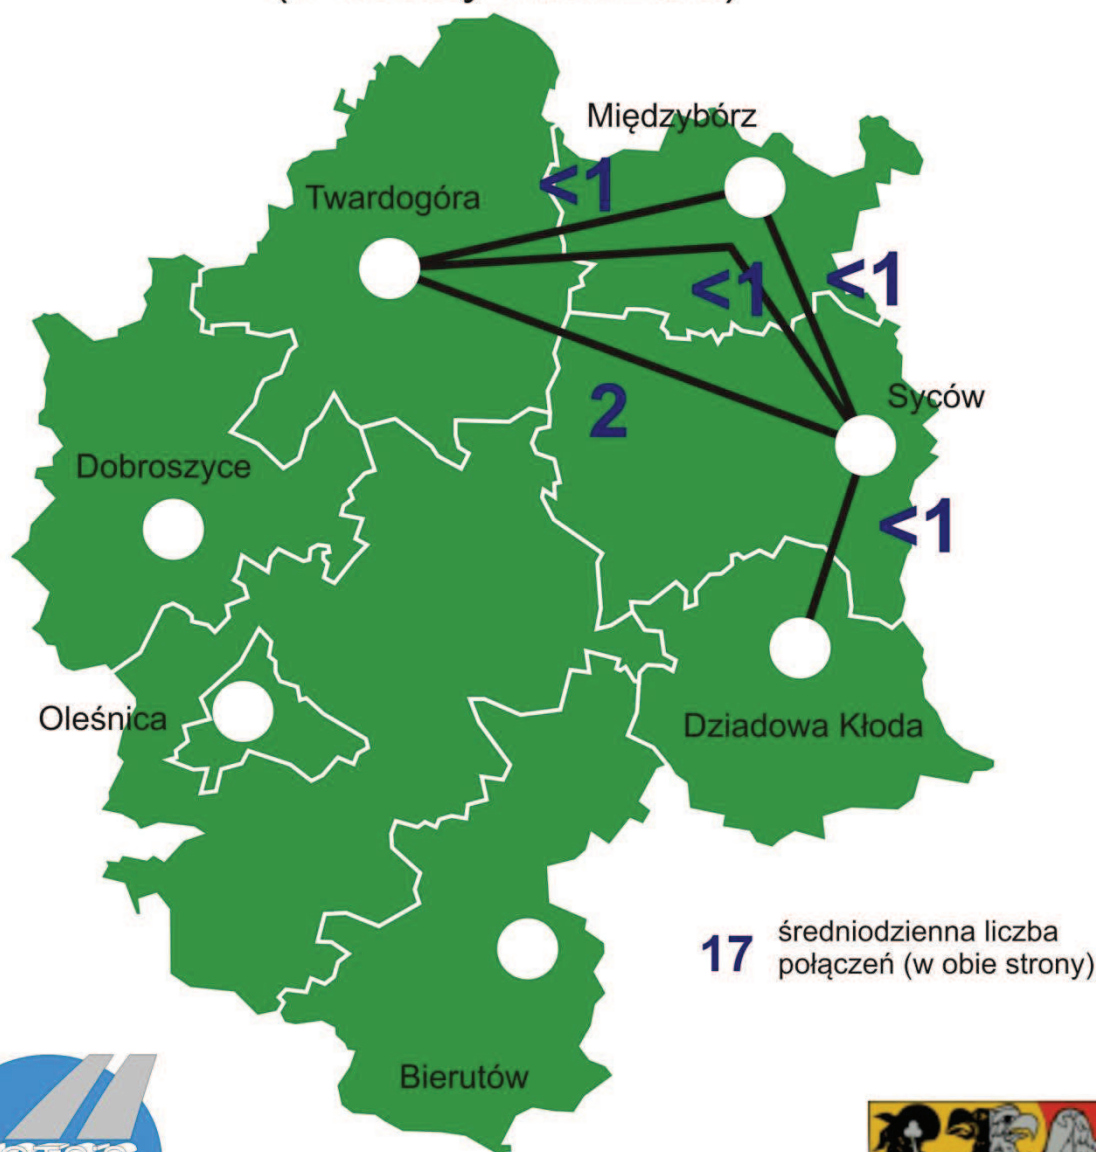 Międzybórz
<1
Twardogóra
<1
<1
Syców
2
Dobroszyce
<1
Oleśnica
Dziadowa Kłoda
17 średniodzienna liczba
połączeń (w obie strony)
Bierutów